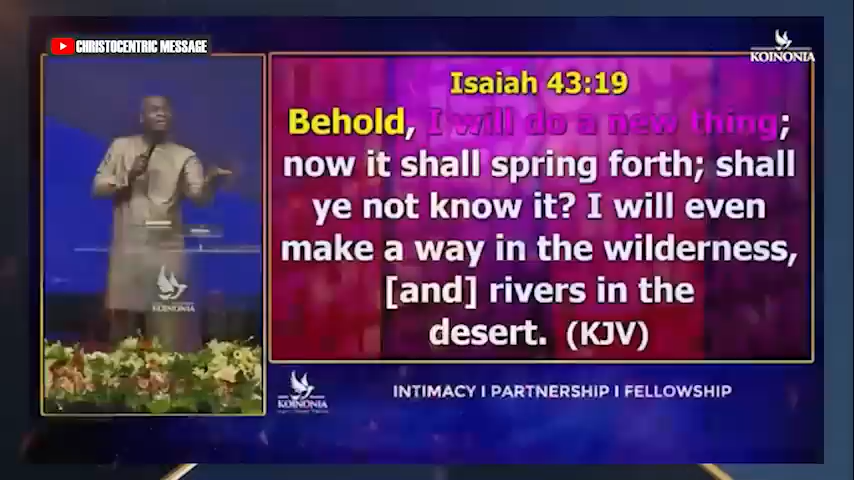 CHRISTOCENTRIC MESSAGE
KOINONIA
Isaiah 43:19
Behold, I will do a new thing;
now it shall spring forth; shall
ye not know it? I will even
make a way in the wilderness,
[and] rivers in the
desert. (KJV)
KOINONIA
KOINONIA
INTIMACY I PARTNERSHIP I FELLOWSHIP